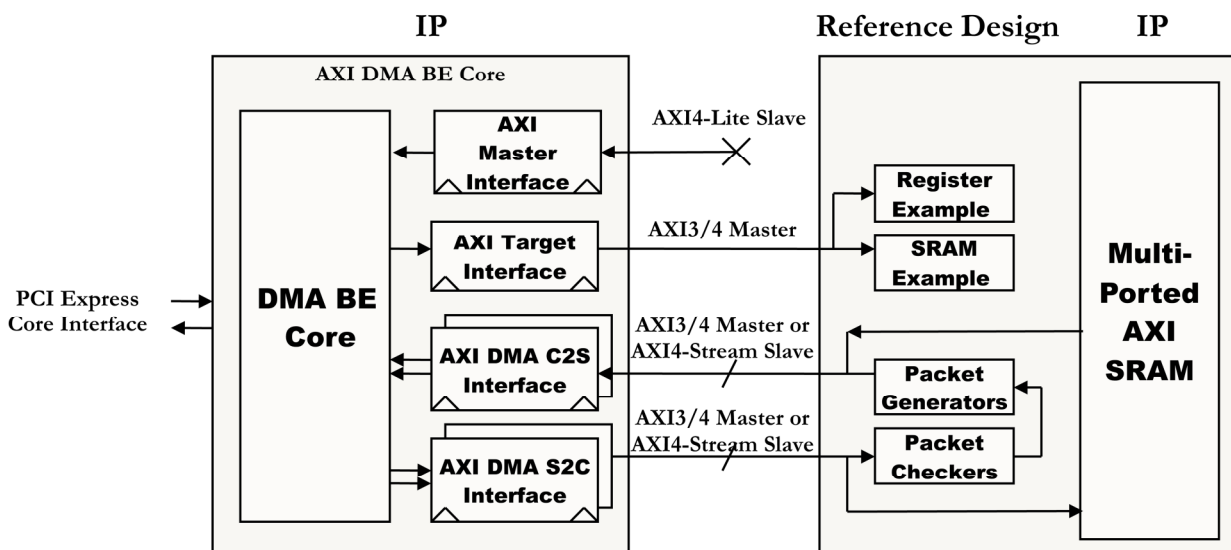 IP
Reference Design
IP
AXI DMA BE Core
DMA BE
Core
PCI Express
Core Interface
AXI
Master
Interface
AXI4-Lite Slave
AXI Target
Interface
AXI3/4 Master
AXI DMA C2S
Interface
AXI3/4 Master or
AXI4-Stream Slave
AXI DMA S2C
Interface
AXI3/4 Master or
AXI4-Stream Slave
Register
Example
SRAM
Example
Packet
Generators
Packet
Checkers
Multi-
Ported
AXI
SRAM